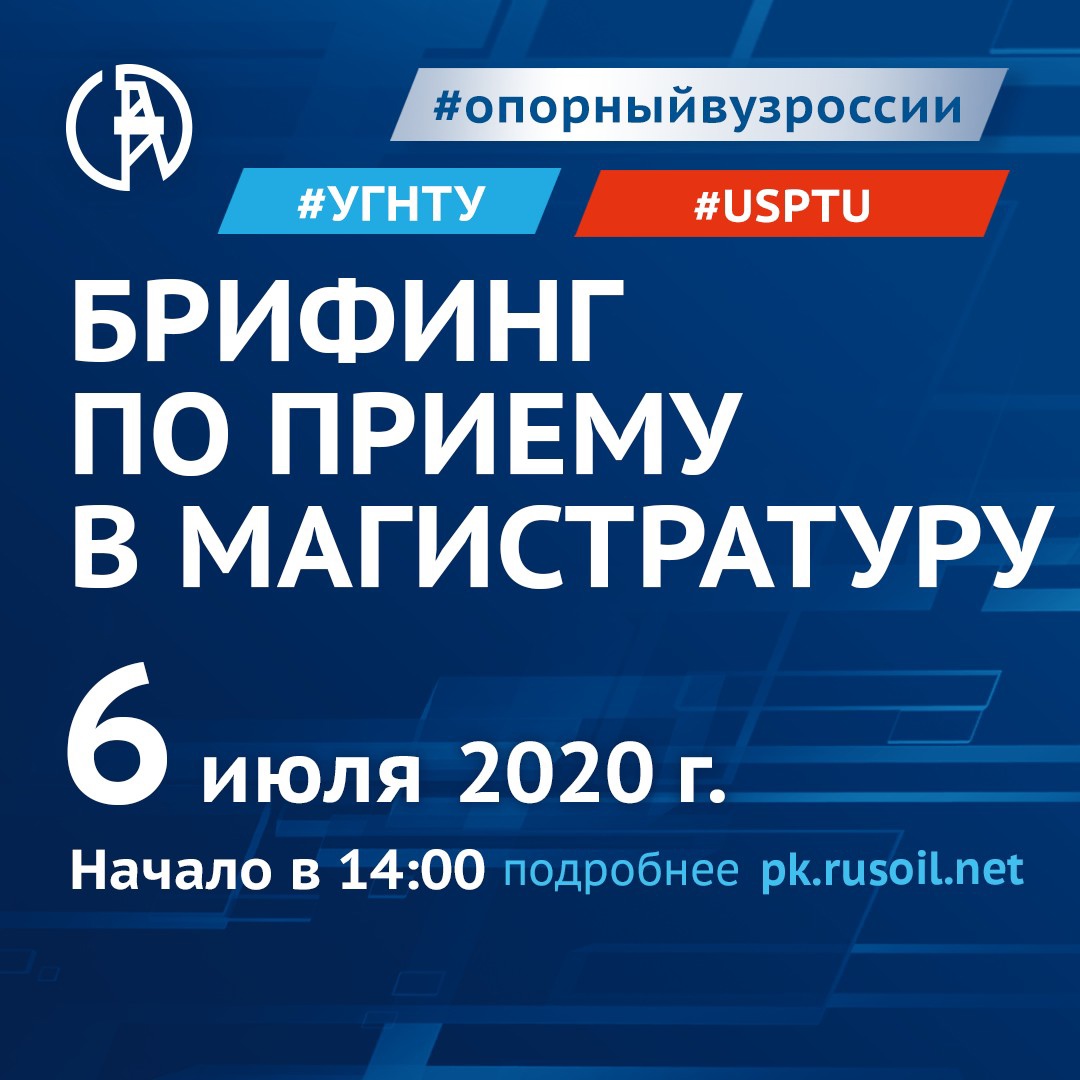 #опорныйвузроссии
#УГНТУ #USPTU
БРИФИНГ
ПО ПРИЕМУ
В МАГИСТРАТУРУ
6 июля 2020 г.
Начало в 14:00 подробнее pk.rusoil.net